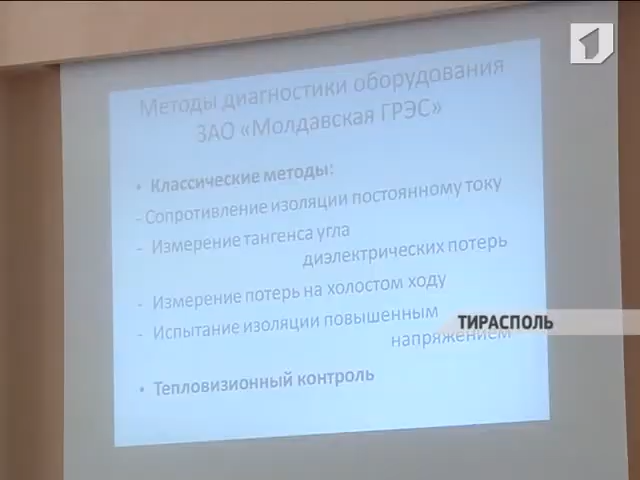 Методы диагностики оборудования
ЗАО «Молдавская ГРЭС»
• Классические методы:
- Сопротивление изоляции постоянному току
- Измерение тангенса угла
диэлектрических потерь
- Измерение потерь на холостом ходу
- Испытание изоляции повышенным
напряжением
• Тепловизионный контроль
ТИРАСПОЛЬ
1